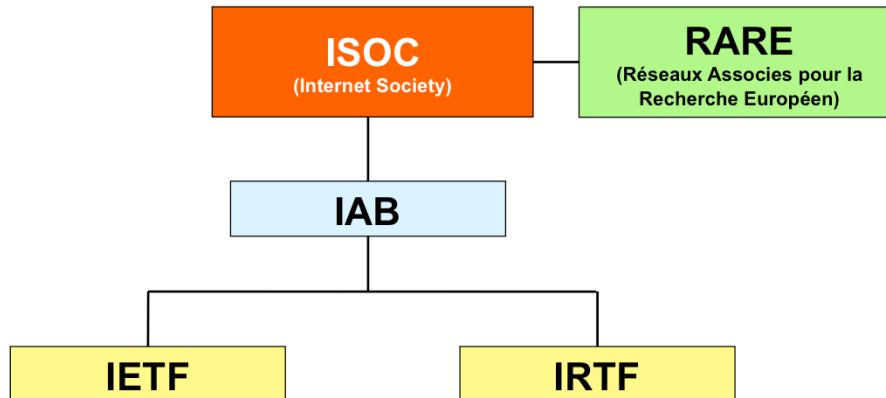 ISOC
(Internet Society)
RARE
(Réseaux Associes pour la
Recherche Européen)
IAB
IETF
IRTF